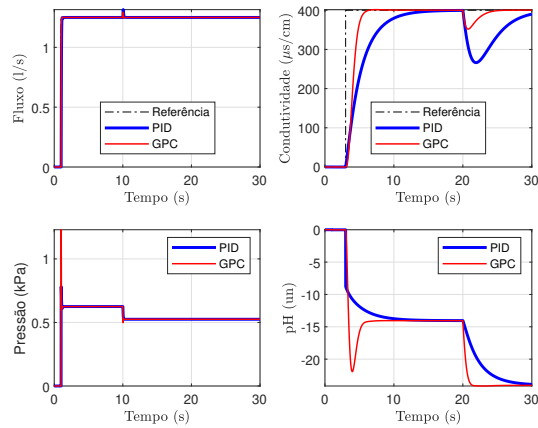 Fluxo (l/s)
1
0.5
0
0 10 20 30
Tempo (s)
Referência
PID
GPC
Condutividade (μs/cm)
400
300
200
100
0
0 10 20 30
Tempo (s)
Referência
PID
GPC
Pressão (kPa)
1
0.5
0
0 10 20 30
Tempo (s)
PID
GPC
pH (un)
0
-5
-10
-15
-20
0 10 20 30
Tempo (s)
PID
GPC